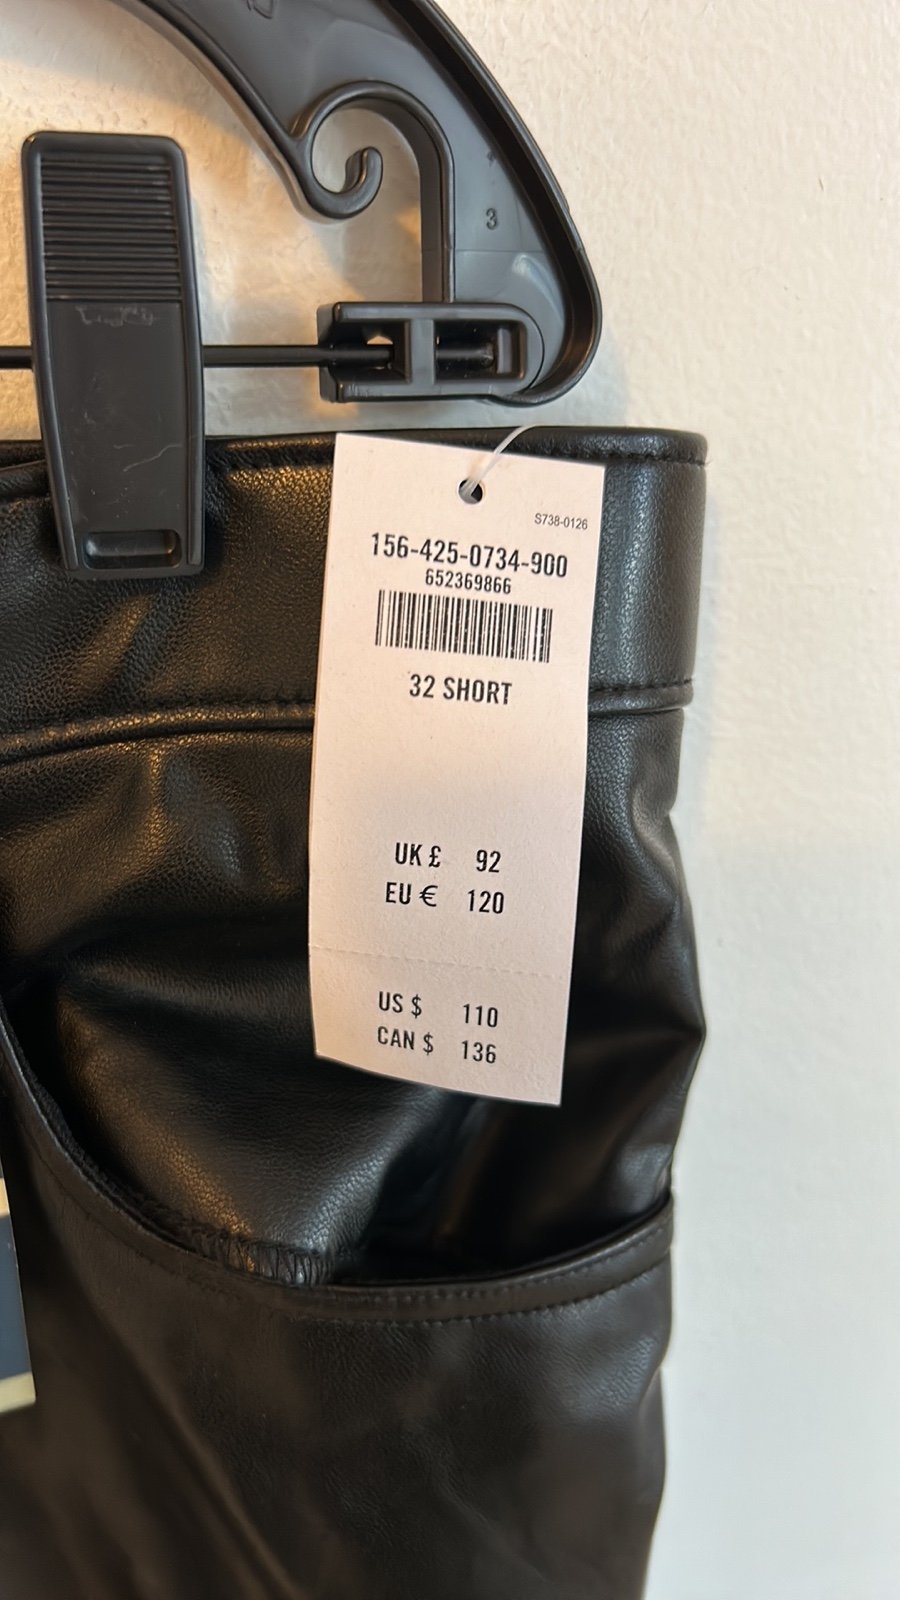 3
S738-0126
156-425-0734-900
652369866
32 SHORT
UK £ 92
EU € 120
US $ 110
CAN $ 136